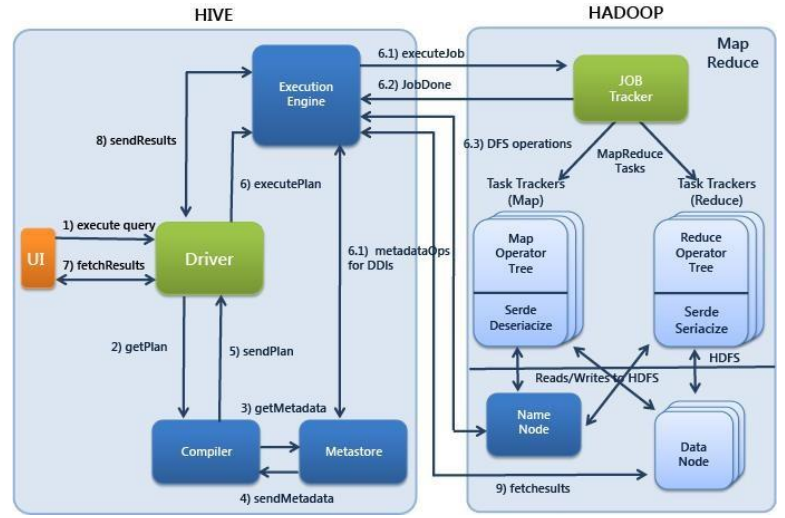 HIVE
HADOOP
Map
Reduce
Execution
Engine
6.1) executeJob
6.2) JobDone
JOB
Tracker
8) sendResults
6.3) DFS operations
MapReduce
Tasks
6) executePlan
Task Trackers
(Map)
Task Trackers
(Reduce)
1) execute query
UI
7) fetchResults
Driver
6.1) metadataOps
for DDIs
Map
Operator
Tree
Serde
Deseriacize
Reduce
Operator
Tree
Serde
Seriacize
2) getPlan
5) sendPlan
HDFS
Reads/Writes to HDFS
3) getMetadata
Name
Node
Compiler
Metastore
Data
Node
4) sendMetadata
9) fetchesults